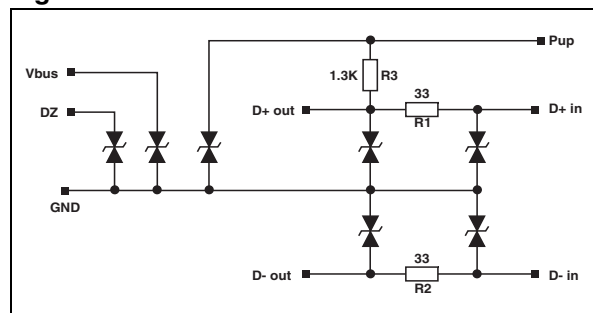 Pup
Vbus
1.3K R3
33
DZ
D+ out
D+ in
R1
GND
33
D- out
D- in
R2